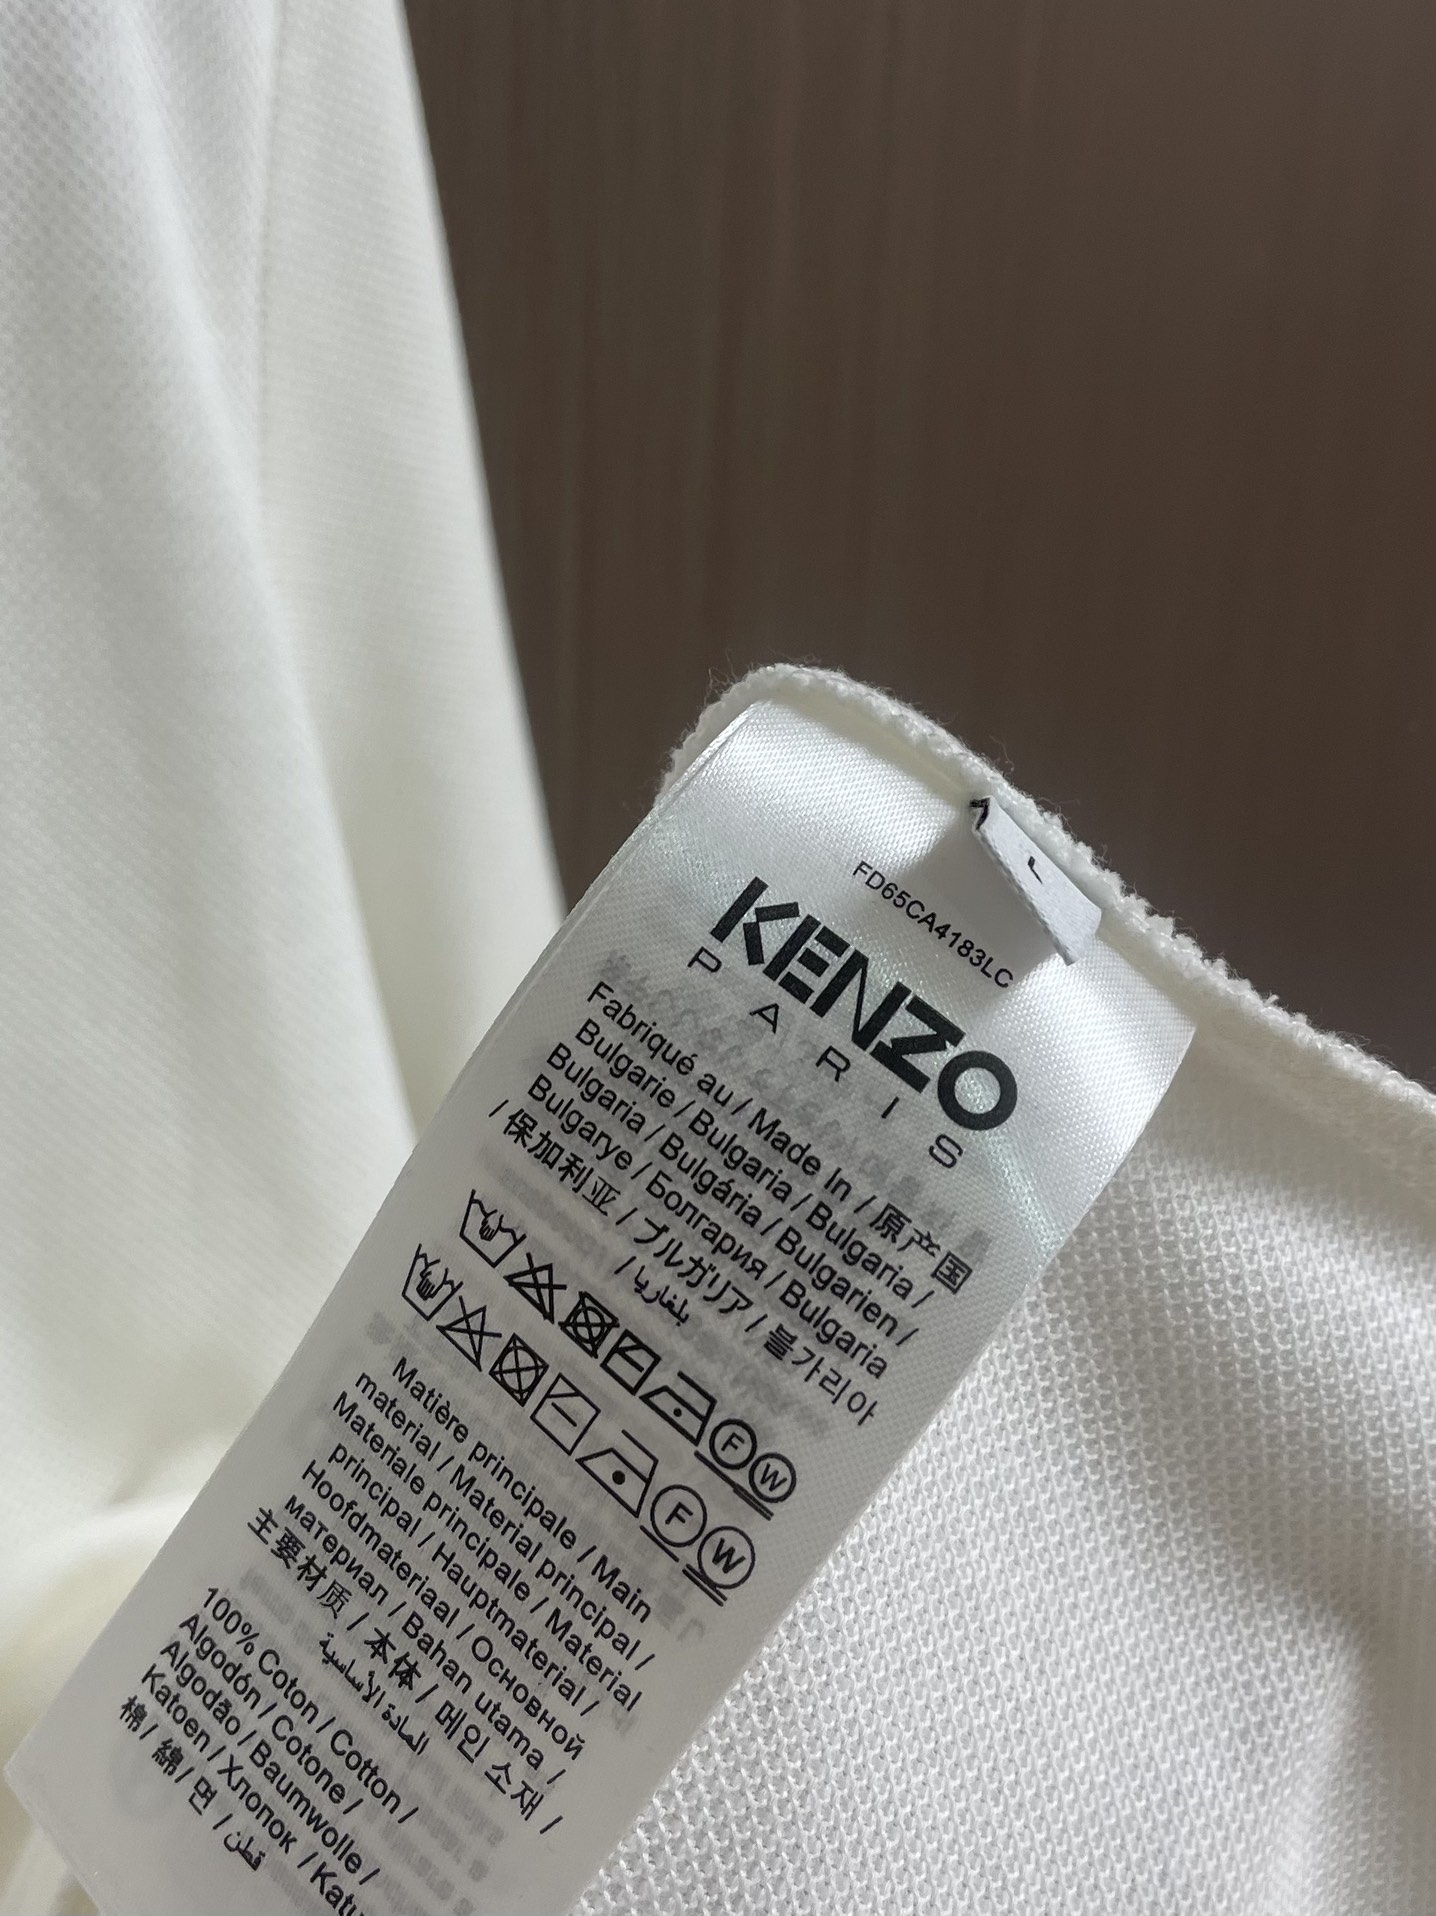 L
FD65CA4183LC
KENZO
PARIS
Fabriqué au / Made In / 原产国
Bulgarie / Bulgaria / Bulgaria /
Bulgaria / Bulgária / Bulgarien /
Bulgarye / Болгария / Bulgaria
/ 保加利亚 / ブルガリア / 불가리아
/ بلغاريا
F W
F W
Matière principale / Main
material / Material principal /
Materiale principale / Material
principal / Hauptmaterial /
Hoofdmateriaal / Основной
материал / Bahan utama /
主要材质 / 本体 / 메인 소재 /
المادة الأساسية
100% Coton / Cotton /
Algodón / Cotone /
Algodão / Baumwolle /
Katoen / Хлопок / Katu
棉 / 綿 / 면 / قطن